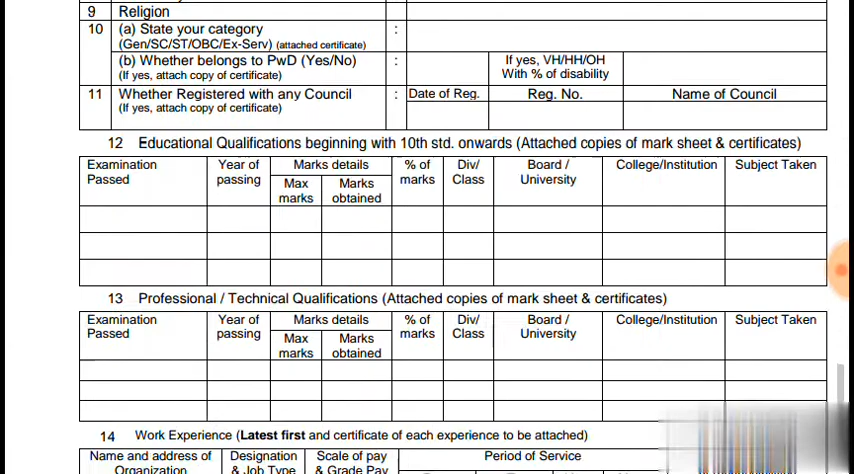 9 Religion
10 (a) State your category :
(Gen/SC/ST/OBC/Ex-Serv) (attached certificate)
(b) Whether belongs to PwD (Yes/No) : If yes, VH/HH/OH
(If yes, attach copy of certificate) With % of disability
11 Whether Registered with any Council : Date of Reg. Reg. No. Name of Council
(If yes, attach copy of certificate)
12 Educational Qualifications beginning with 10th std. onwards (Attached copies of mark sheet & certificates)
Examination Year of Marks details % of Div/ Board / College/Institution Subject Taken
Passed passing Max Marks marks Class University
marks obtained
13 Professional / Technical Qualifications (Attached copies of mark sheet & certificates)
Examination Year of Marks details % of Div/ Board / College/Institution Subject Taken
Passed passing Max Marks marks Class University
marks obtained
14 Work Experience (Latest first and certificate of each experience to be attached)
Name and address of Designation Scale of pay Period of Service
Organization & Job Type & Grade Pay